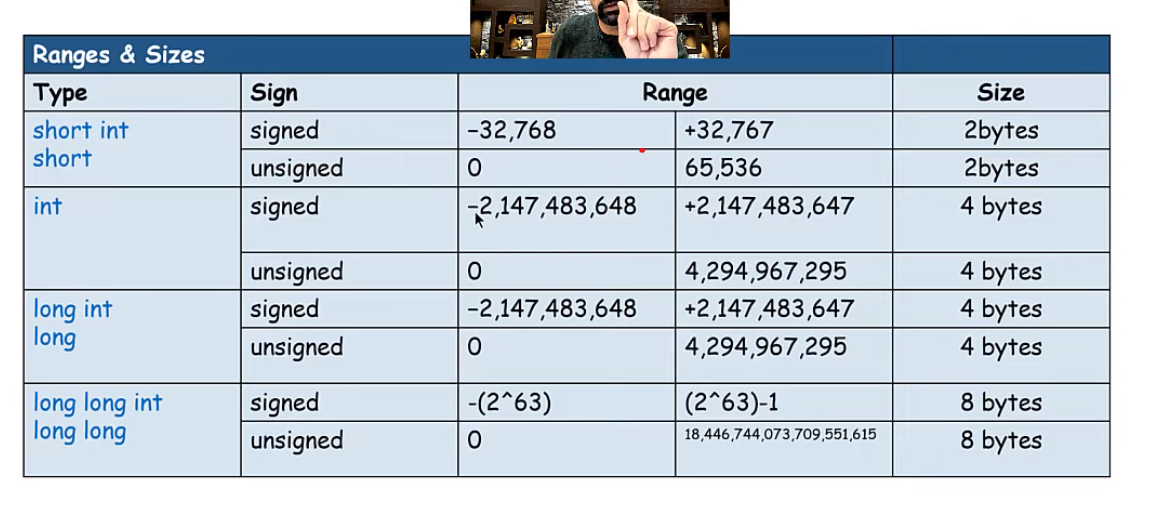 Ranges & Sizes
Type Sign Range Size
short int signed −32,768 +32,767 2bytes
short
unsigned 0 65,536 2bytes
int signed −2,147,483,648 +2,147,483,647 4 bytes
unsigned 0 4,294,967,295 4 bytes
long int signed −2,147,483,648 +2,147,483,647 4 bytes
long
unsigned 0 4,294,967,295 4 bytes
long long int signed -(2^63) (2^63)-1 8 bytes
long long
unsigned 0 18,446,744,073,709,551,615 8 bytes